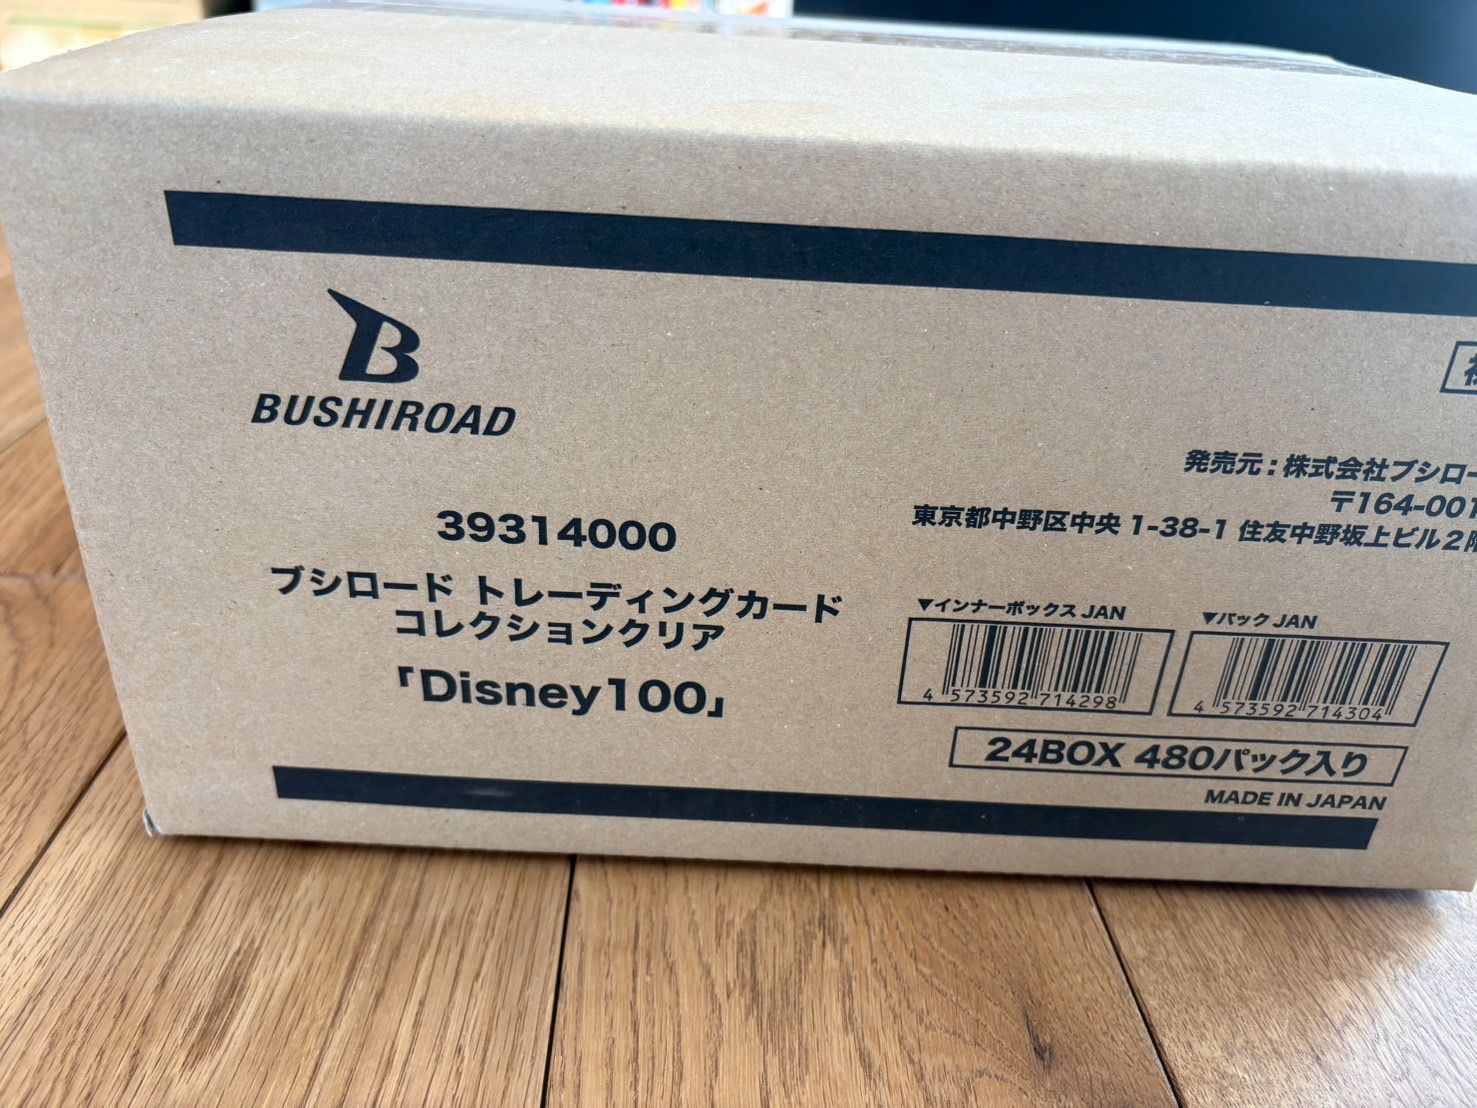 B
BUSHIROAD
39314000
ブシロード トレーディングカード
コレクションクリア
「Disney100」
発売元:株式会社ブシロー
〒164-001
東京都中野区中央 1-38-1 住友中野坂上ビル2階
▼インナーボックス JAN
4 573592 714298
▼パック JAN
4 573592 714304
24BOX 480パック入り
MADE IN JAPAN